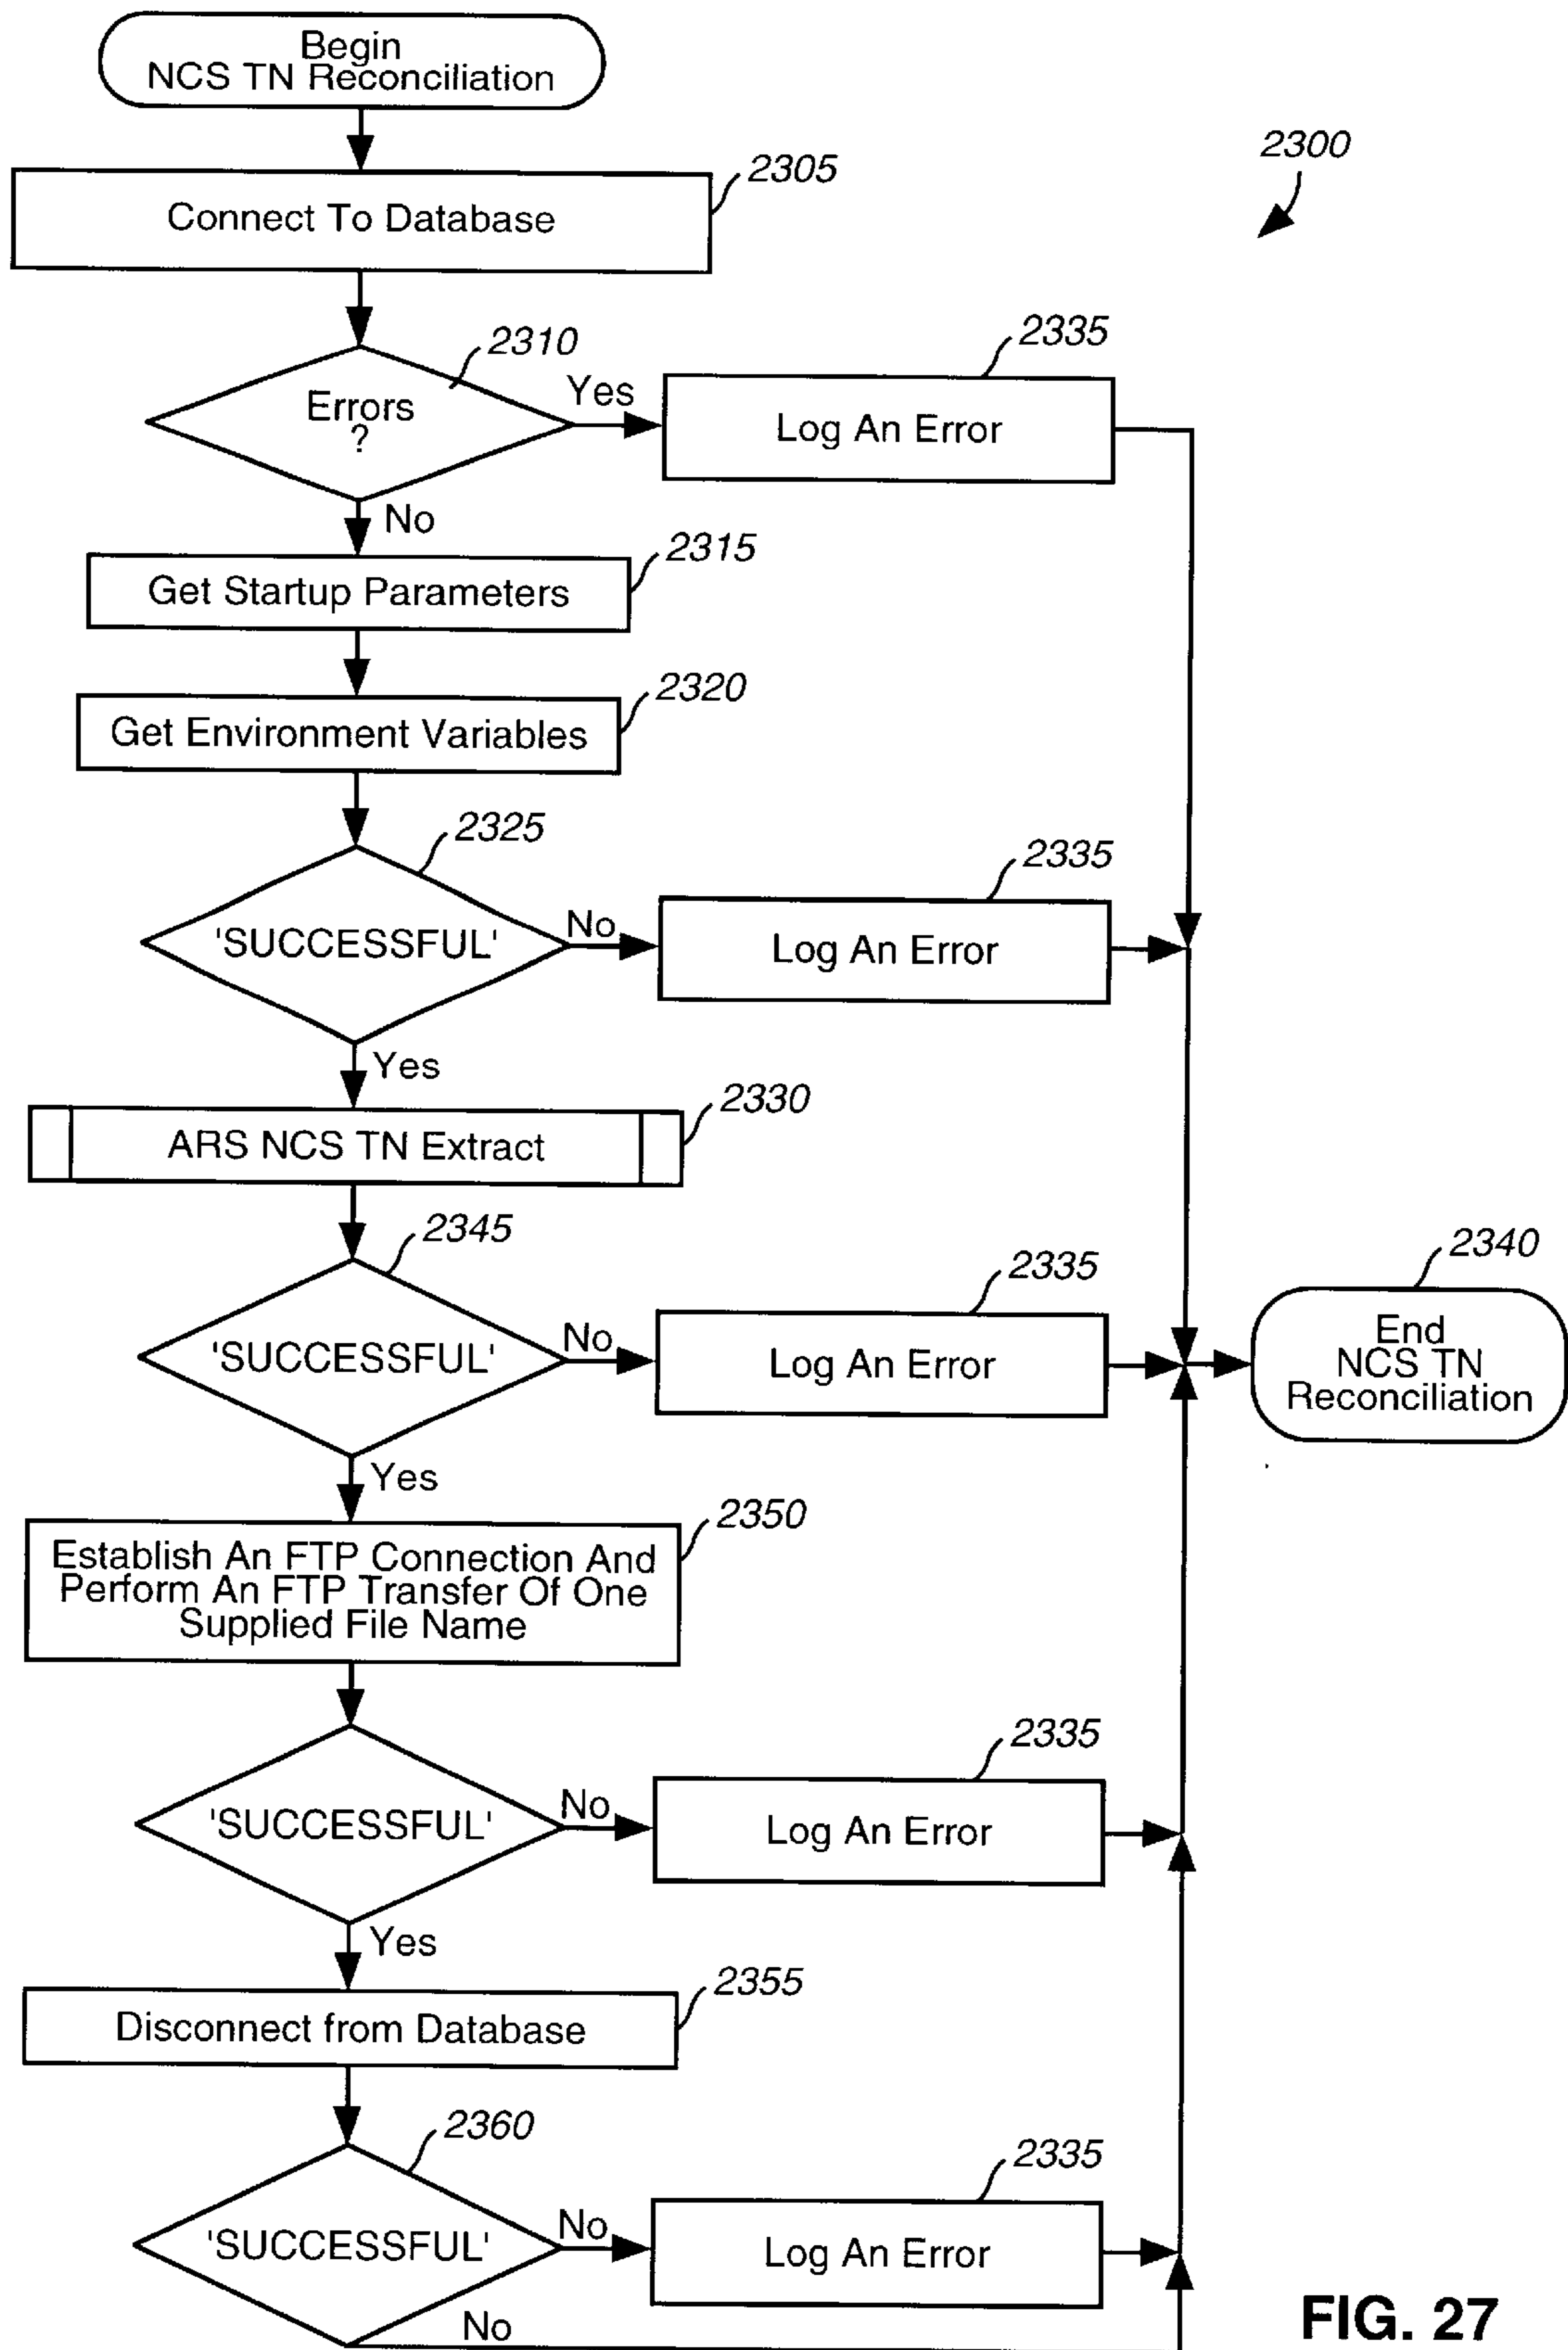 Begin
NCS TN Reconciliation
2300
2305
Connect To Database
2310
2335
Errors
?
Yes
Log An Error
No
2315
Get Startup Parameters
2320
Get Environment Variables
2325
2335
'SUCCESSFUL'
No
Log An Error
Yes
2330
ARS NCS TN Extract
2345
2335
2340
'SUCCESSFUL'
No
Log An Error
End
NCS TN
Reconciliation
Yes
2350
Establish An FTP Connection And
Perform An FTP Transfer Of One
Supplied File Name
2335
'SUCCESSFUL'
No
Log An Error
Yes
2355
Disconnect from Database
2360
2335
'SUCCESSFUL'
No
Log An Error
No
FIG. 27